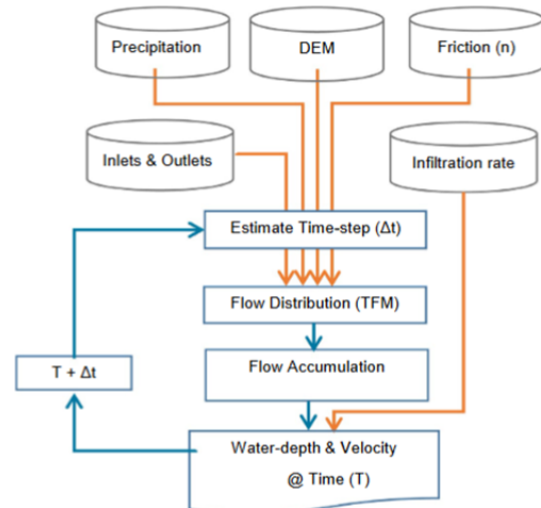 Precipitation
DEM
Friction (n)
Inlets & Outlets
Infiltration rate
Estimate Time-step (Δt)
Flow Distribution (TFM)
Flow Accumulation
T + Δt
Water-depth & Velocity
@ Time (T)